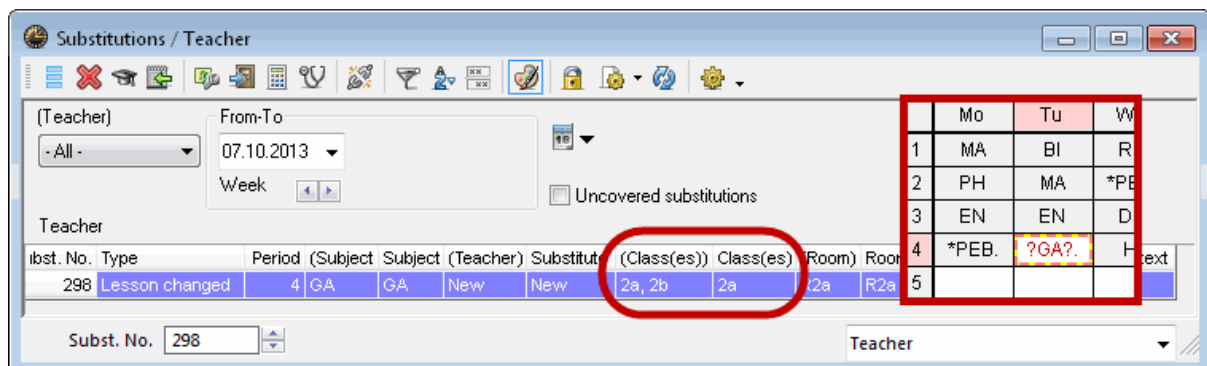 Substitutions / Teacher
(Teacher) From-To
- All - 07.10.2013
Week
Uncovered substitutions
Teacher
ıbst. No. Type Period (Subject Subject (Teacher) Substitute (Class(es)) Class(es) (Room) Room text
298 Lesson changed 4 GA GA New New 2a, 2b 2a R2a R2a
Subst. No. 298 Teacher
Mo Tu W
1 MA BI R
2 PH MA *PE
3 EN EN D
4 *PEB. ?GA?. H
5